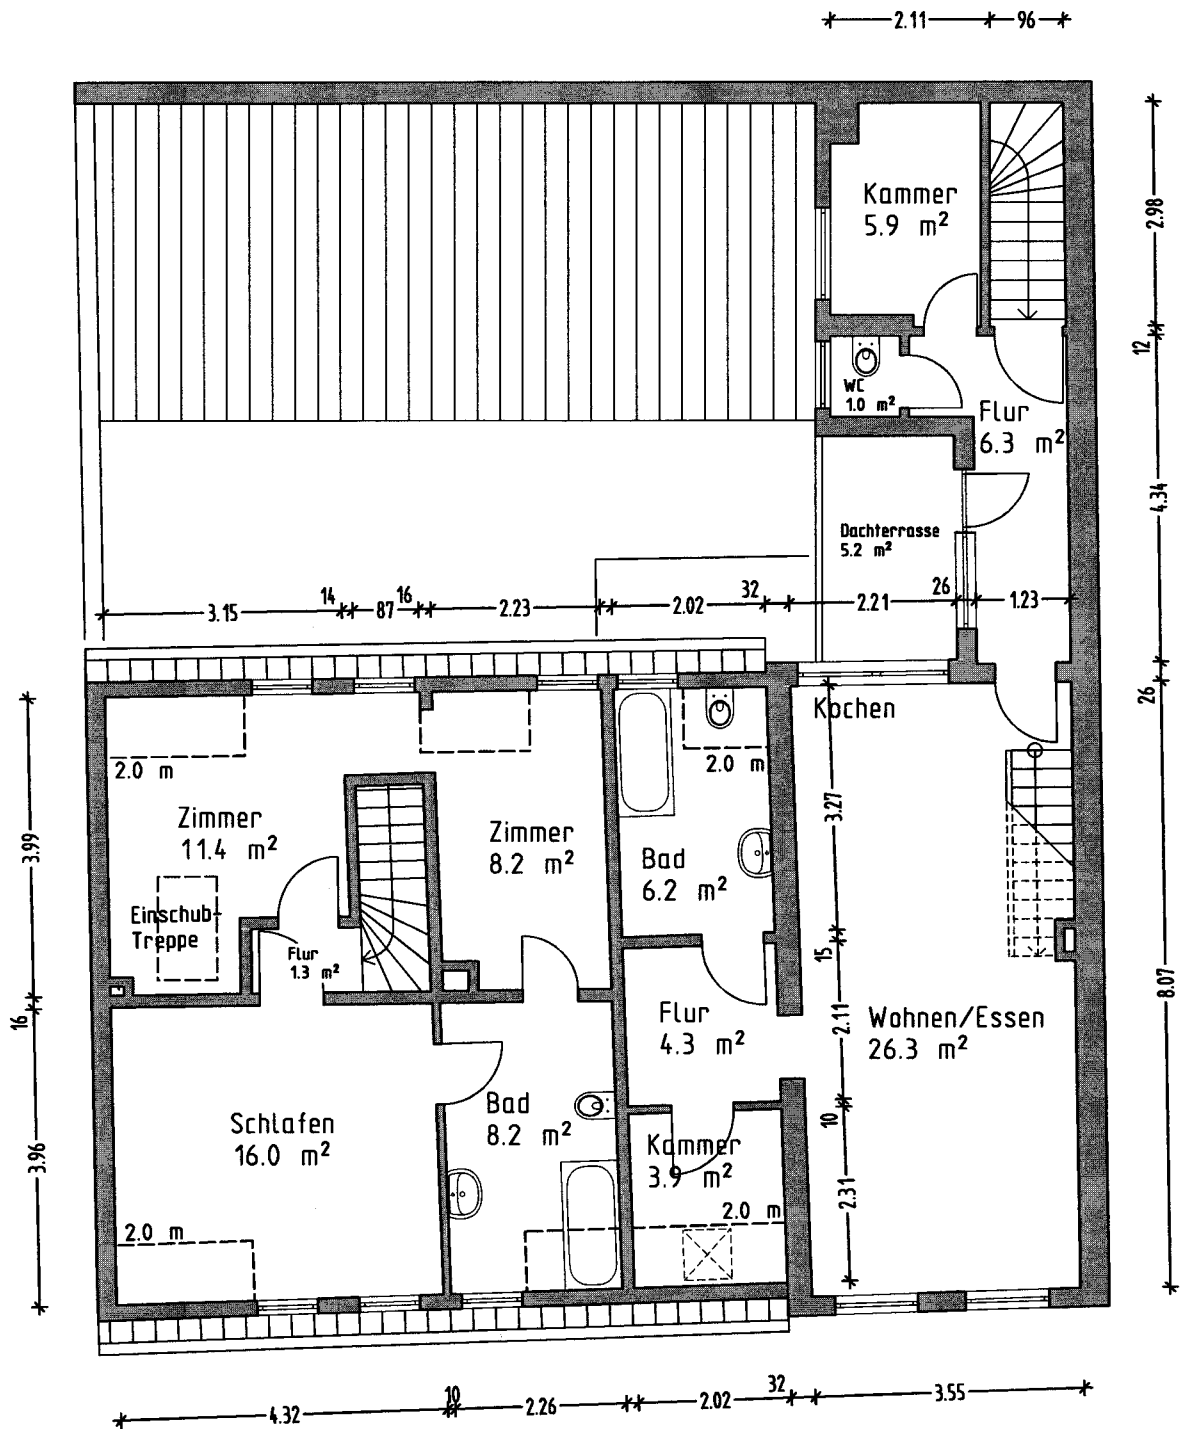 2.11
96
Kammer
5.9 m²
2.98
12
WC
1.0 m²
Flur
6.3 m²
4.34
Dachterrasse
5.2 m²
3.15
14
87
16
2.23
2.02
32
2.21
26
1.23
26
Kochen
2.0 m
2.0 m
Zimmer
11.4 m²
Zimmer
8.2 m²
3.27
3.99
Bad
6.2 m²
Einschub-
Treppe
Flur
1.3 m²
15
16
Flur
4.3 m²
2.11
Wohnen/Essen
26.3 m²
8.07
Schlafen
16.0 m²
Bad
8.2 m²
10
Kammer
3.9 m²
3.96
2.31
2.0 m
2.0 m
4.32
10
2.26
2.02
32
3.55